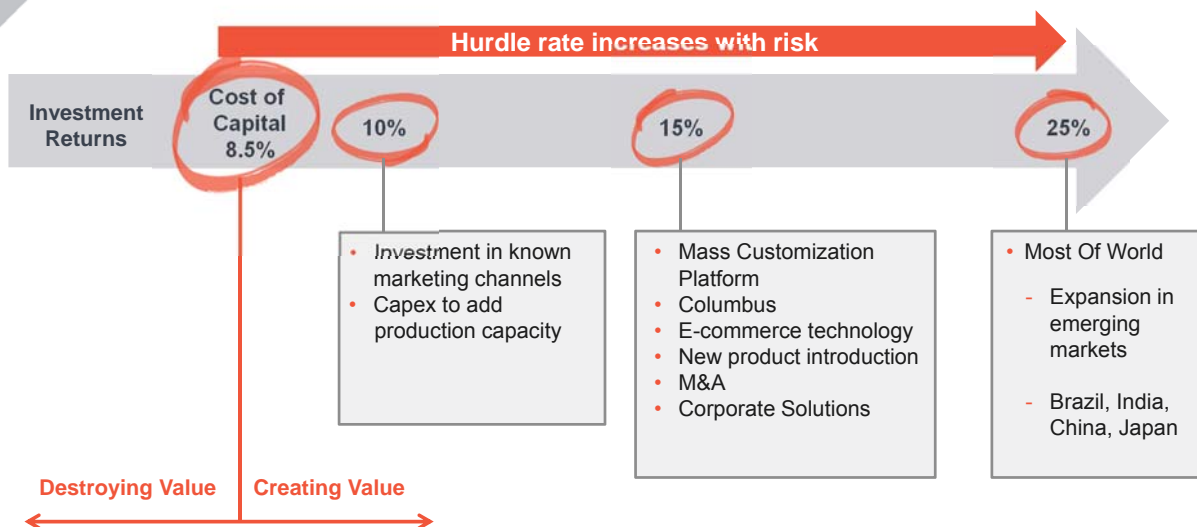 Hurdle rate increases with risk
Investment
Returns
Cost of
Capital
8.5%
10%
15%
25%
• Investment in known
marketing channels
• Capex to add
production capacity
• Mass Customization
Platform
• Columbus
• E-commerce technology
• New product introduction
• M&A
• Corporate Solutions
• Most Of World
- Expansion in
emerging
markets
- Brazil, India,
China, Japan
Destroying Value
Creating Value